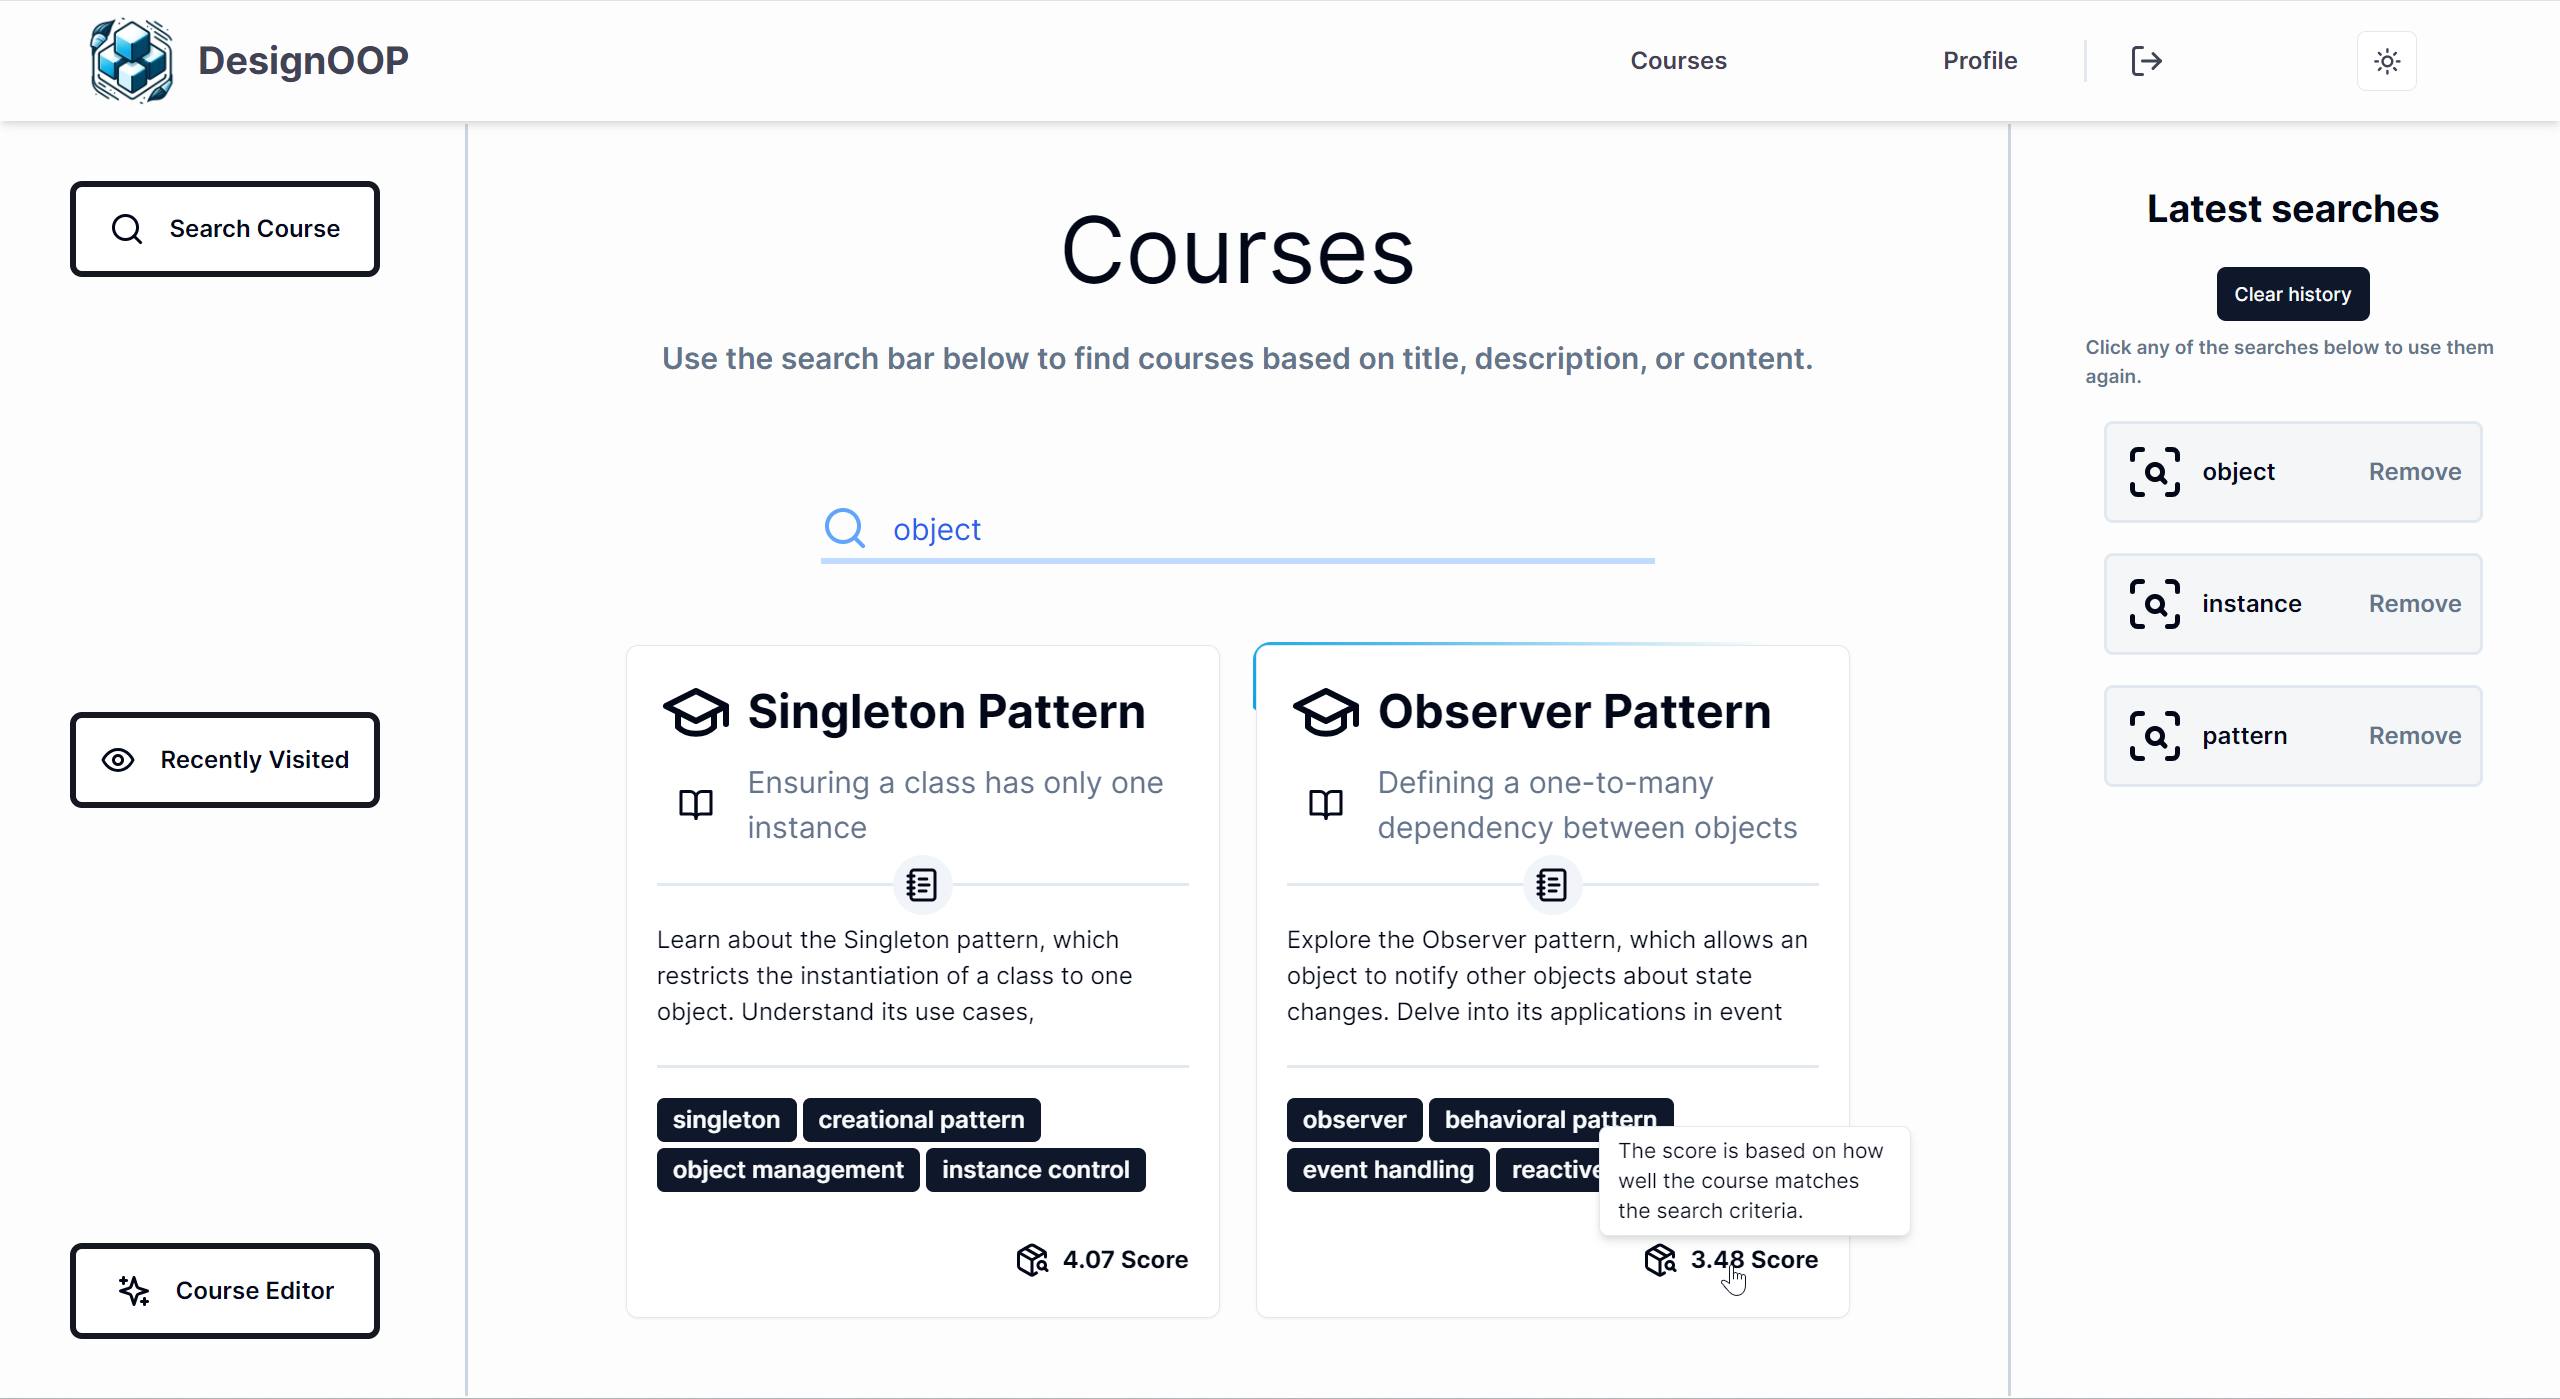 DesignOOP
Courses
Profile
Search Course
Recently Visited
Course Editor
Courses
Use the search bar below to find courses based on title, description, or content.
object
Singleton Pattern
Ensuring a class has only one
instance
Learn about the Singleton pattern, which
restricts the instantiation of a class to one
object. Understand its use cases,
singleton
creational pattern
object management
instance control
4.07 Score
Observer Pattern
Defining a one-to-many
dependency between objects
Explore the Observer pattern, which allows an
object to notify other objects about state
changes. Delve into its applications in event
observer
behavioral pattern
event handling
reactive
The score is based on how
well the course matches
the search criteria.
3.48 Score
Latest searches
Clear history
Click any of the searches below to use them
again.
object
Remove
instance
Remove
pattern
Remove